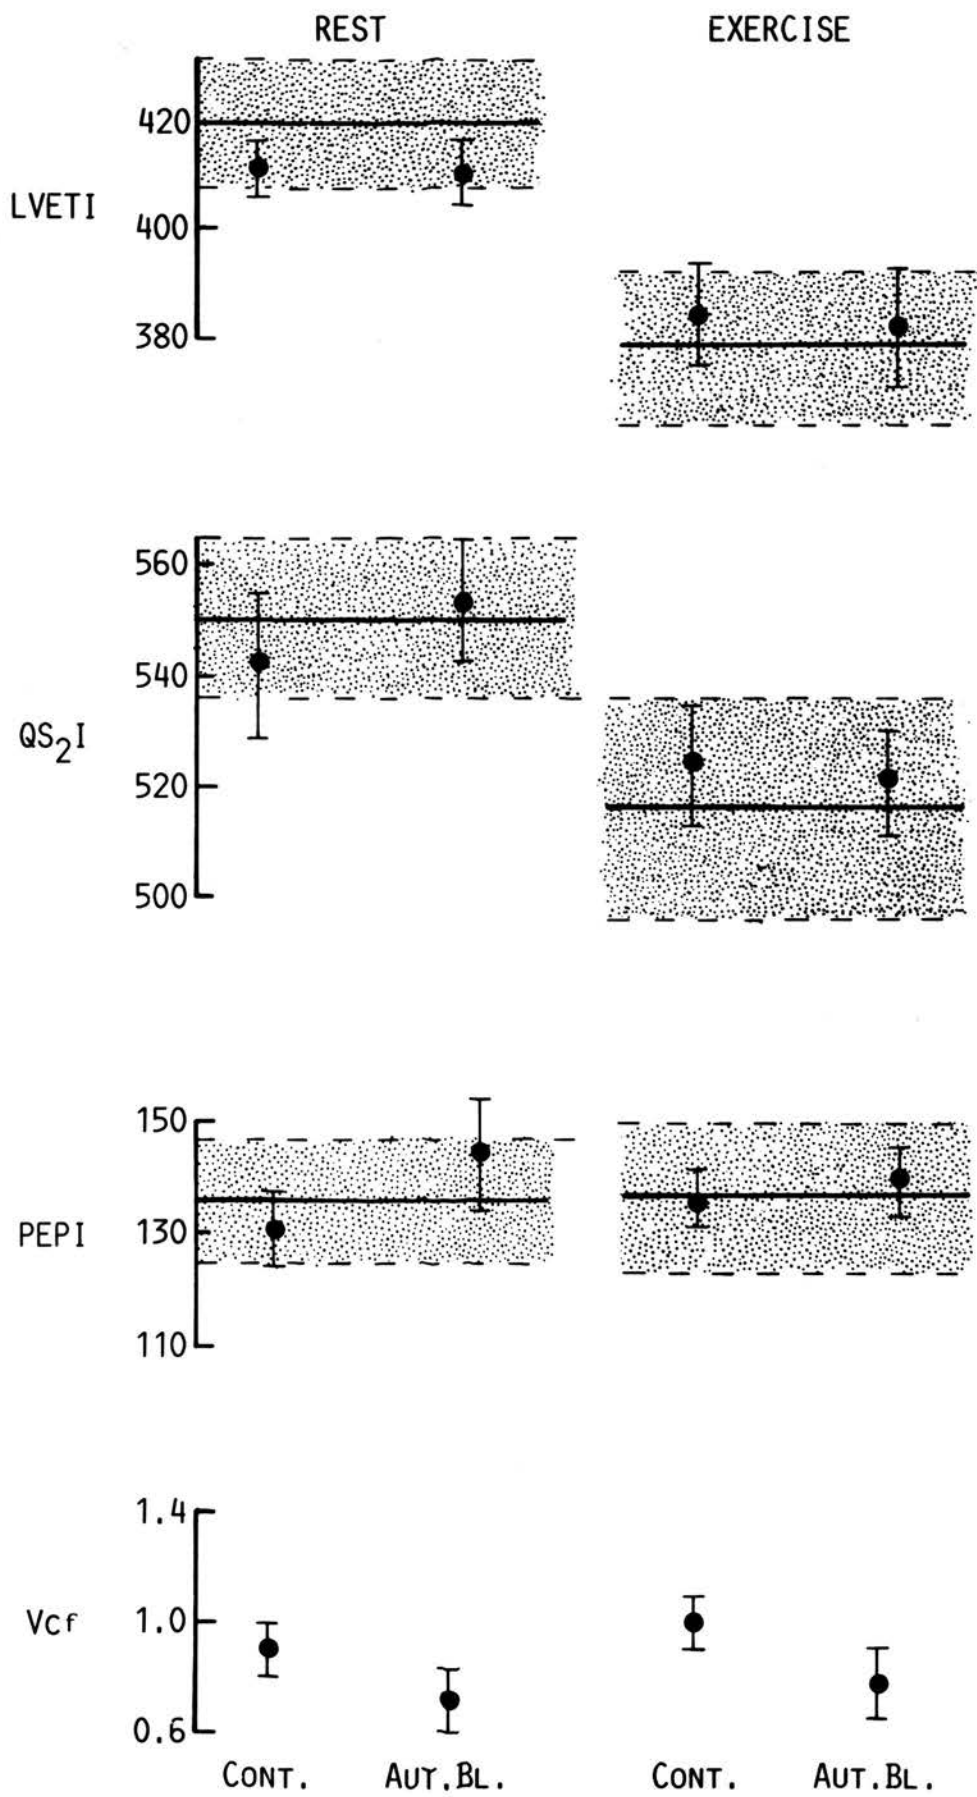 REST EXERCISE
LVETI
420
400
380
QS2I
560
540
520
500
PEPI
150
130
110
Vcf
1.4
1.0
0.6
CONT. AUT.BL. CONT. AUT.BL.